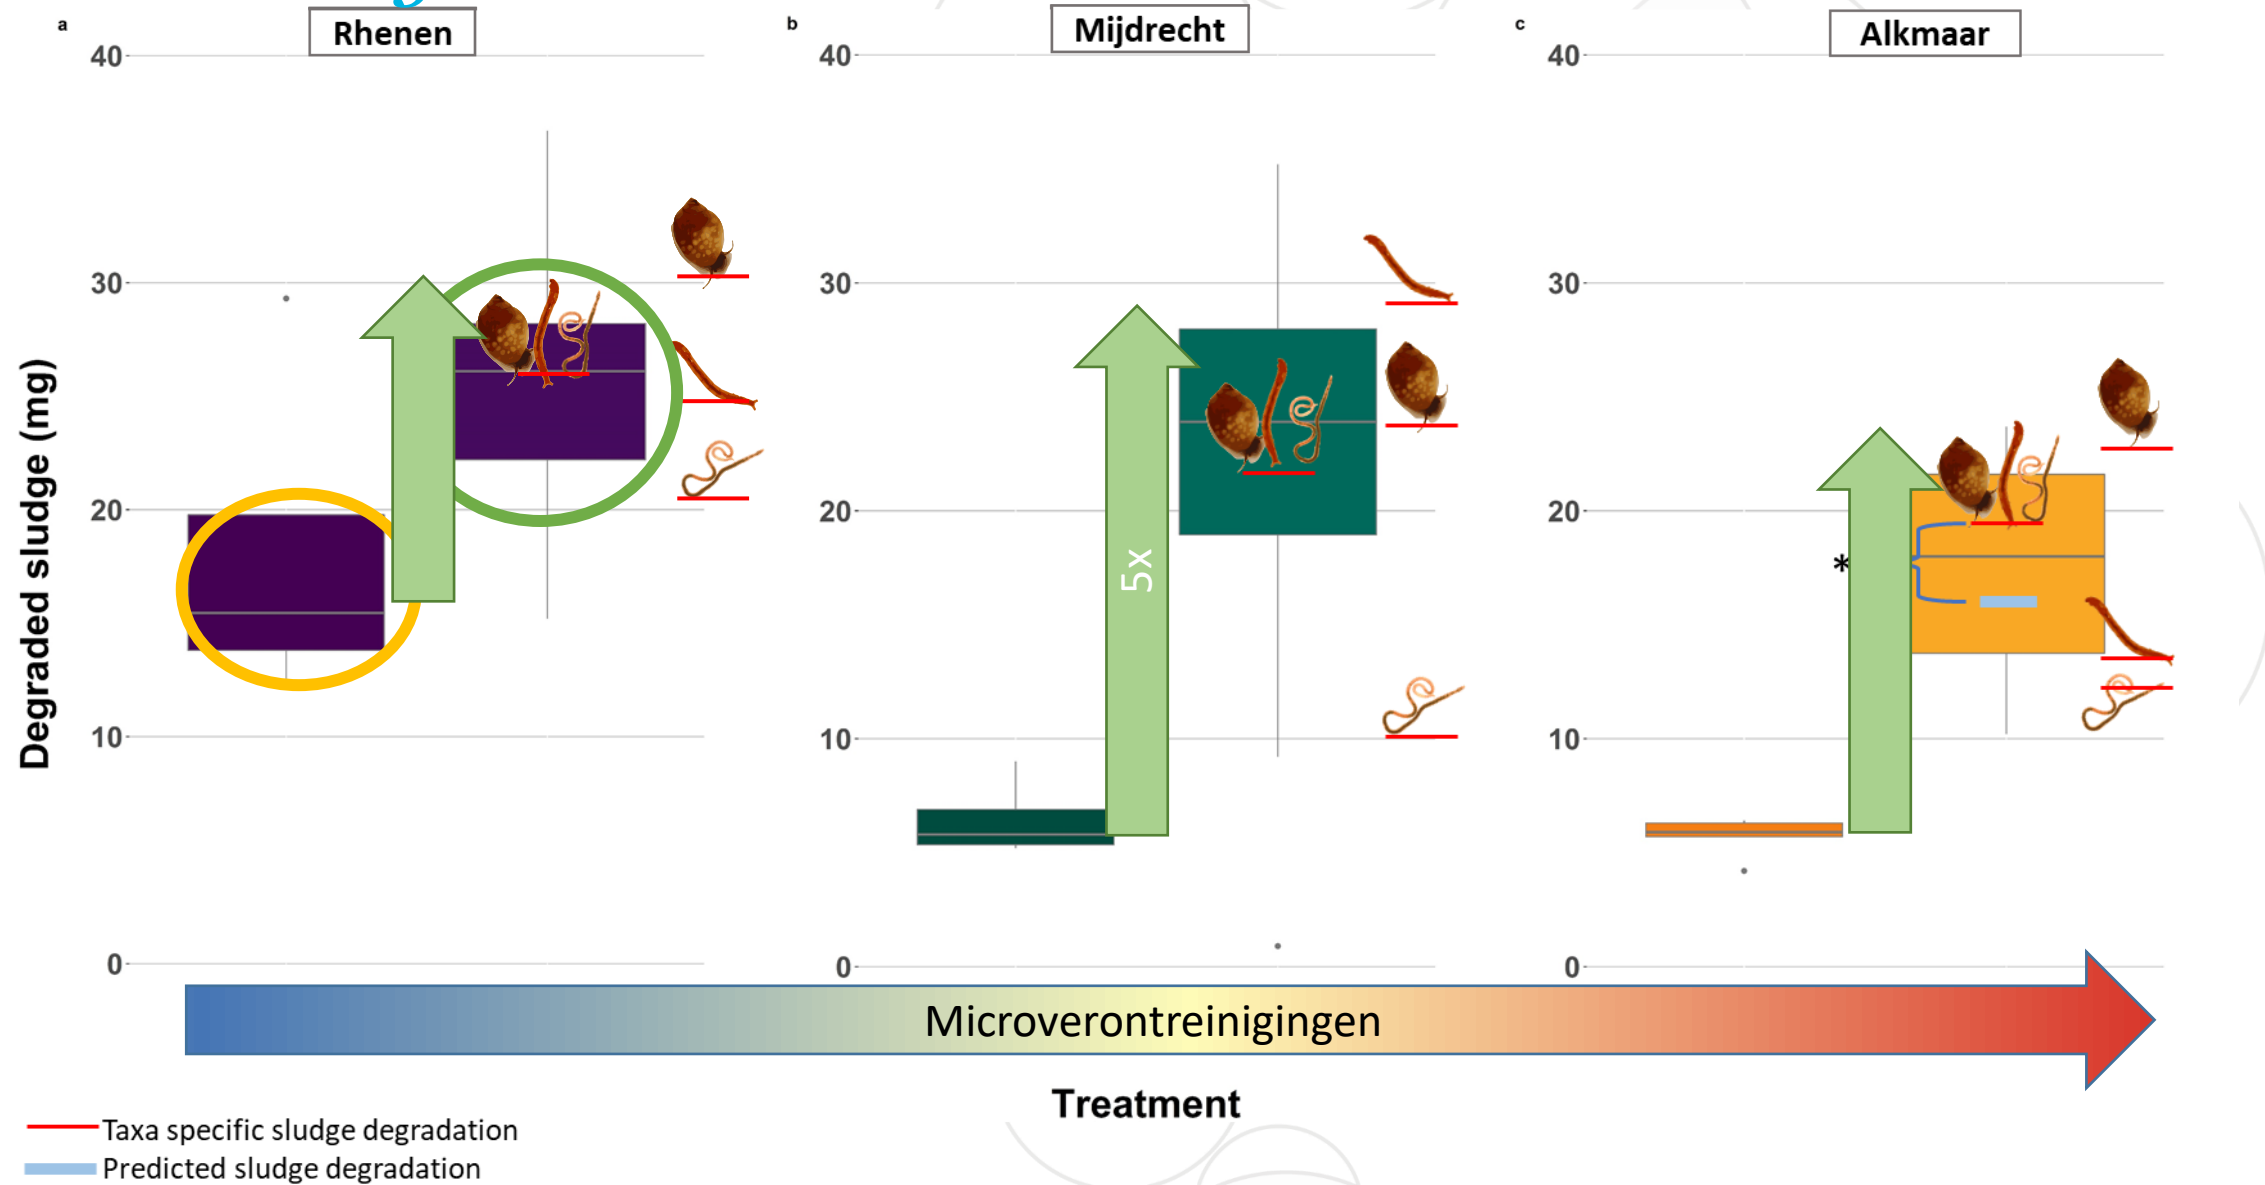 a
Rhenen
b
Mijdrecht
c
Alkmaar
Degraded sludge (mg)
40
30
20
10
0
40
30
20
10
0
5x
40
30
20
10
0
*
Microverontreinigingen
Treatment
Taxa specific sludge degradation
Predicted sludge degradation